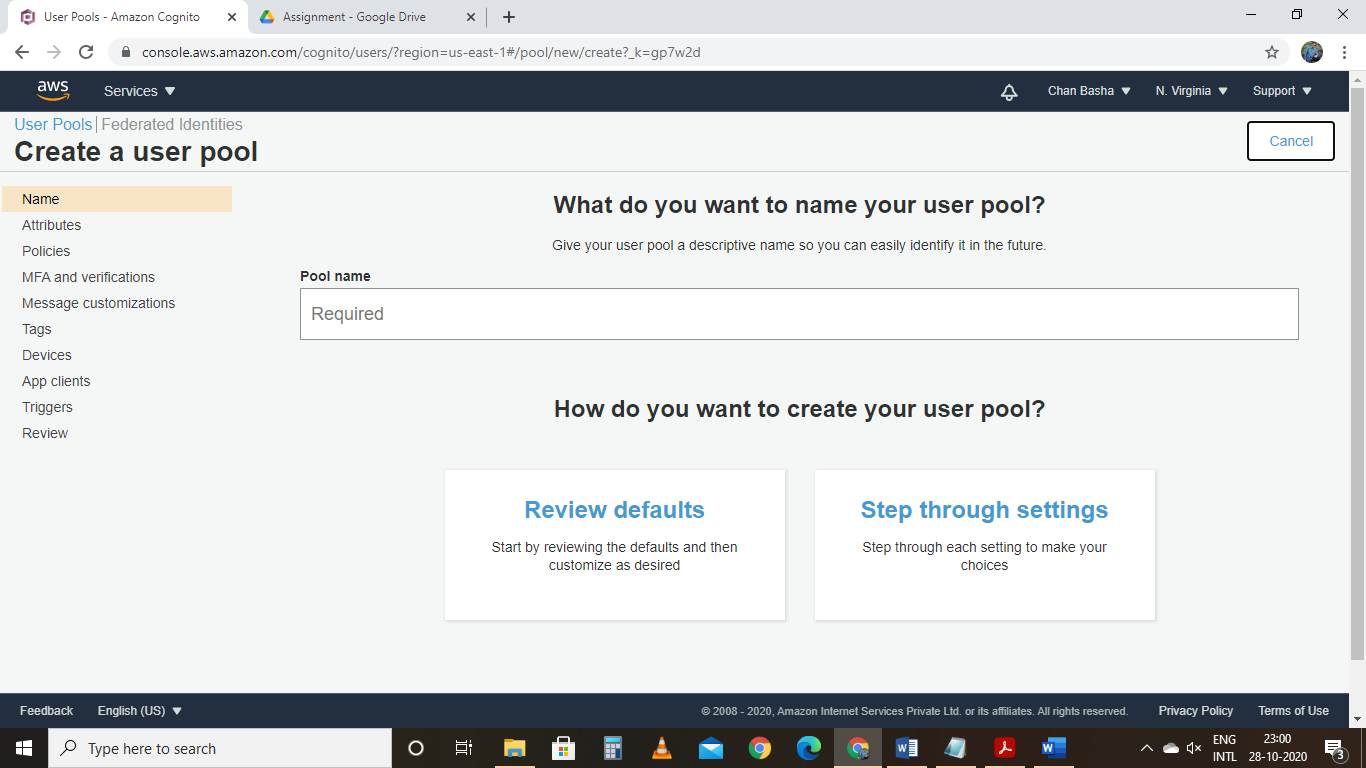 User Pools - Amazon Cognito
Assignment - Google Drive
console.aws.amazon.com/cognito/users/?region=us-east-1#/pool/new/create?_k=gp7w2d
aws
Services
Chan Basha
N. Virginia
Support
User Pools | Federated Identities
Create a user pool
Cancel
Name
Attributes
Policies
MFA and verifications
Message customizations
Tags
Devices
App clients
Triggers
Review
What do you want to name your user pool?
Give your user pool a descriptive name so you can easily identify it in the future.
Pool name
Required
How do you want to create your user pool?
Review defaults
Start by reviewing the defaults and then
customize as desired
Step through settings
Step through each setting to make your
choices
Feedback
English (US)
© 2008 - 2020, Amazon Internet Services Private Ltd. or its affiliates. All rights reserved.
Privacy Policy
Terms of Use
Type here to search
ENG
INTL
23:00
28-10-2020
3